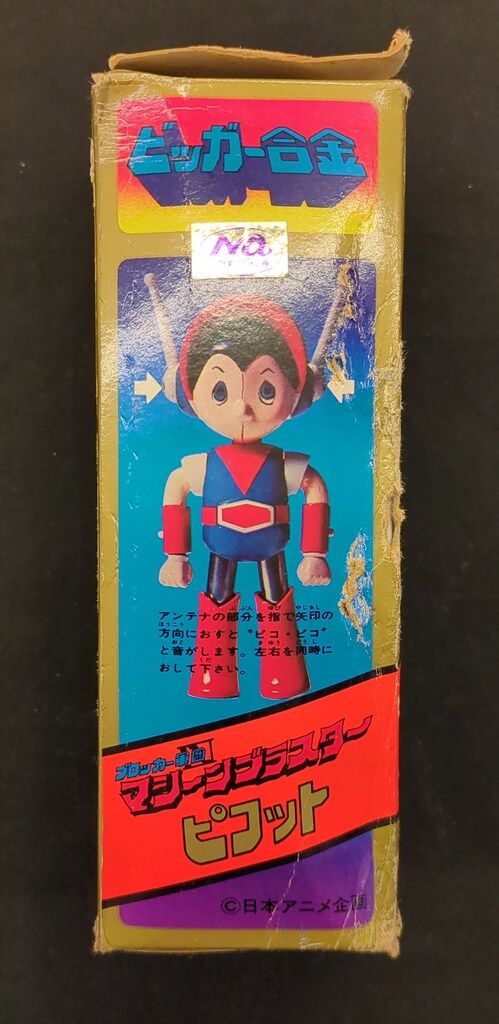 ビッガー合金
Na
アンテナの部分を指で矢印の
方向におすと"ピコ・ピコ"
と音がします。左右を同時に
おして下さい。
ブロッカー軍団
マシーンブラスター
ピコット
©日本アニメ企画